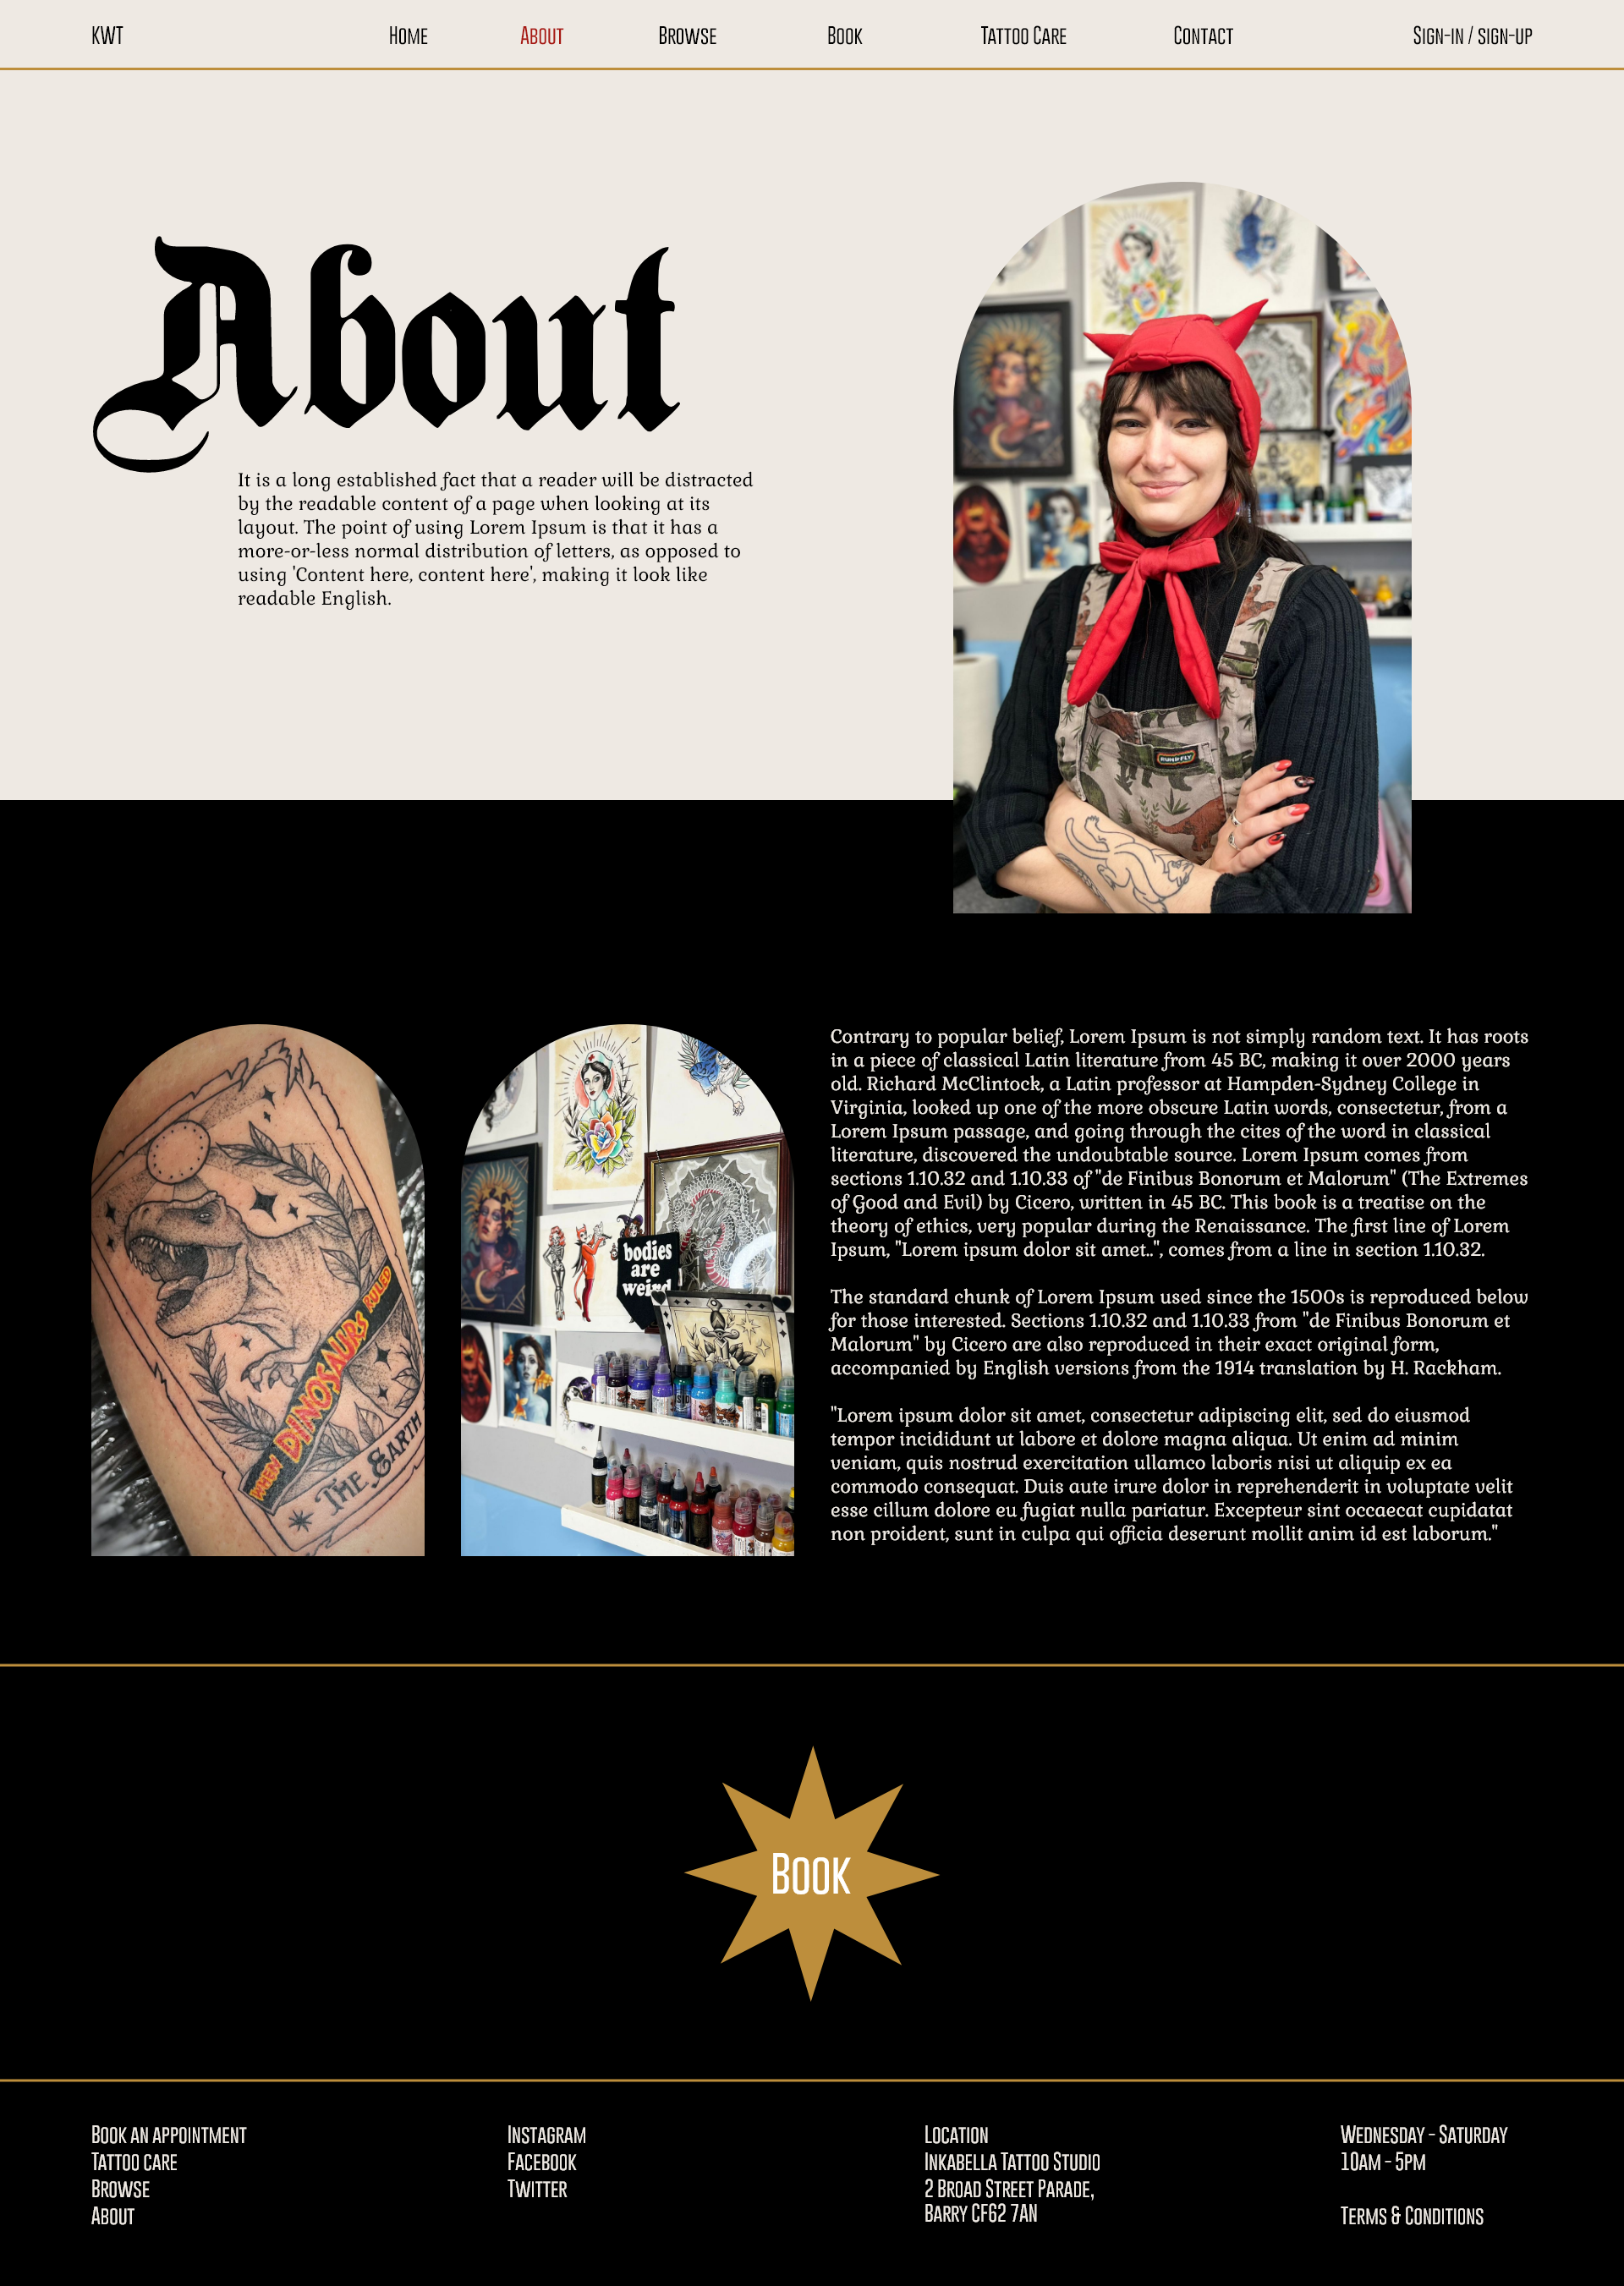 KWT Home About Browse Book Tattoo Care Contact Sign-in / sign-up
About
It is a long established fact that a reader will be distracted
by the readable content of a page when looking at its
layout. The point of using Lorem Ipsum is that it has a
more-or-less normal distribution of letters, as opposed to
using 'Content here, content here', making it look like
readable English.
WHEN DINOSAURS RULED
THE EARTH
bodies
are
weird
Contrary to popular belief, Lorem Ipsum is not simply random text. It has roots
in a piece of classical Latin literature from 45 BC, making it over 2000 years
old. Richard McClintock, a Latin professor at Hampden-Sydney College in
Virginia, looked up one of the more obscure Latin words, consectetur, from a
Lorem Ipsum passage, and going through the cites of the word in classical
literature, discovered the undoubtable source. Lorem Ipsum comes from
sections 1.10.32 and 1.10.33 of "de Finibus Bonorum et Malorum" (The Extremes
of Good and Evil) by Cicero, written in 45 BC. This book is a treatise on the
theory of ethics, very popular during the Renaissance. The first line of Lorem
Ipsum, "Lorem ipsum dolor sit amet..", comes from a line in section 1.10.32.
The standard chunk of Lorem Ipsum used since the 1500s is reproduced below
for those interested. Sections 1.10.32 and 1.10.33 from "de Finibus Bonorum et
Malorum" by Cicero are also reproduced in their exact original form,
accompanied by English versions from the 1914 translation by H. Rackham.
"Lorem ipsum dolor sit amet, consectetur adipiscing elit, sed do eiusmod
tempor incididunt ut labore et dolore magna aliqua. Ut enim ad minim
veniam, quis nostrud exercitation ullamco laboris nisi ut aliquip ex ea
commodo consequat. Duis aute irure dolor in reprehenderit in voluptate velit
esse cillum dolore eu fugiat nulla pariatur. Excepteur sint occaecat cupidatat
non proident, sunt in culpa qui officia deserunt mollit anim id est laborum."
Book
Book an appointment
Tattoo care
Browse
About
Instagram
Facebook
Twitter
Location
Inkabella Tattoo Studio
2 Broad Street Parade,
Barry CF62 7AN
Wednesday - Saturday
10am - 5pm
Terms & Conditions